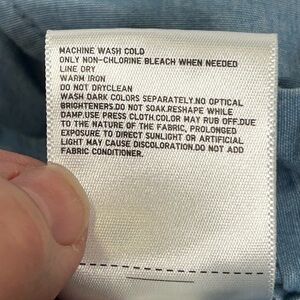 MACHINE WASH COLD
ONLY NON-CHLORINE BLEACH WHEN NEEDED
LINE DRY
WARM IRON
DO NOT DRYCLEAN
WASH DARK COLORS SEPARATELY.NO OPTICAL
BRIGHTENERS.DO NOT SOAK.RESHAPE WHILE
DAMP.USE PRESS CLOTH.COLOR MAY RUB OFF.DUE
TO THE NATURE OF THE FABRIC, PROLONGED
EXPOSURE TO DIRECT SUNLIGHT OR ARTIFICIAL
LIGHT MAY CAUSE DISCOLORATION.DO NOT ADD
FABRIC CONDITIONER.